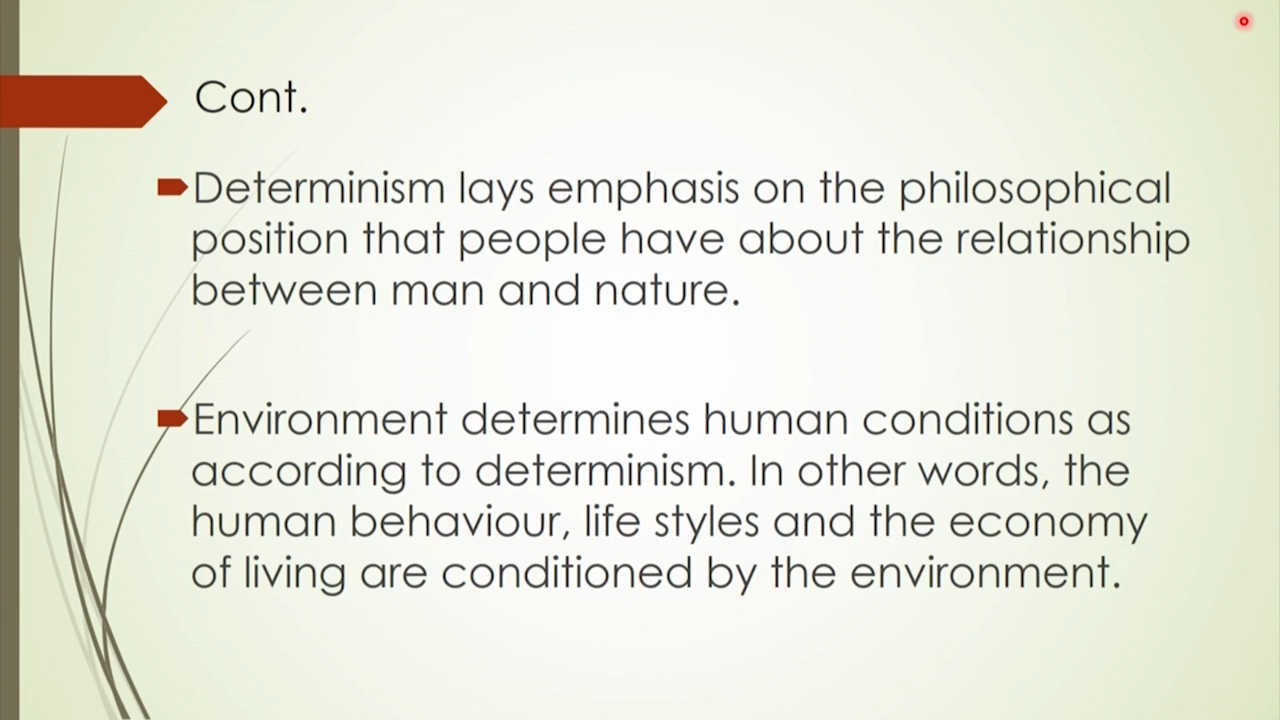 Cont.
Determinism lays emphasis on the philosophical
position that people have about the relationship
between man and nature.
Environment determines human conditions as
according to determinism. In other words, the
human behaviour, life styles and the economy
of living are conditioned by the environment.